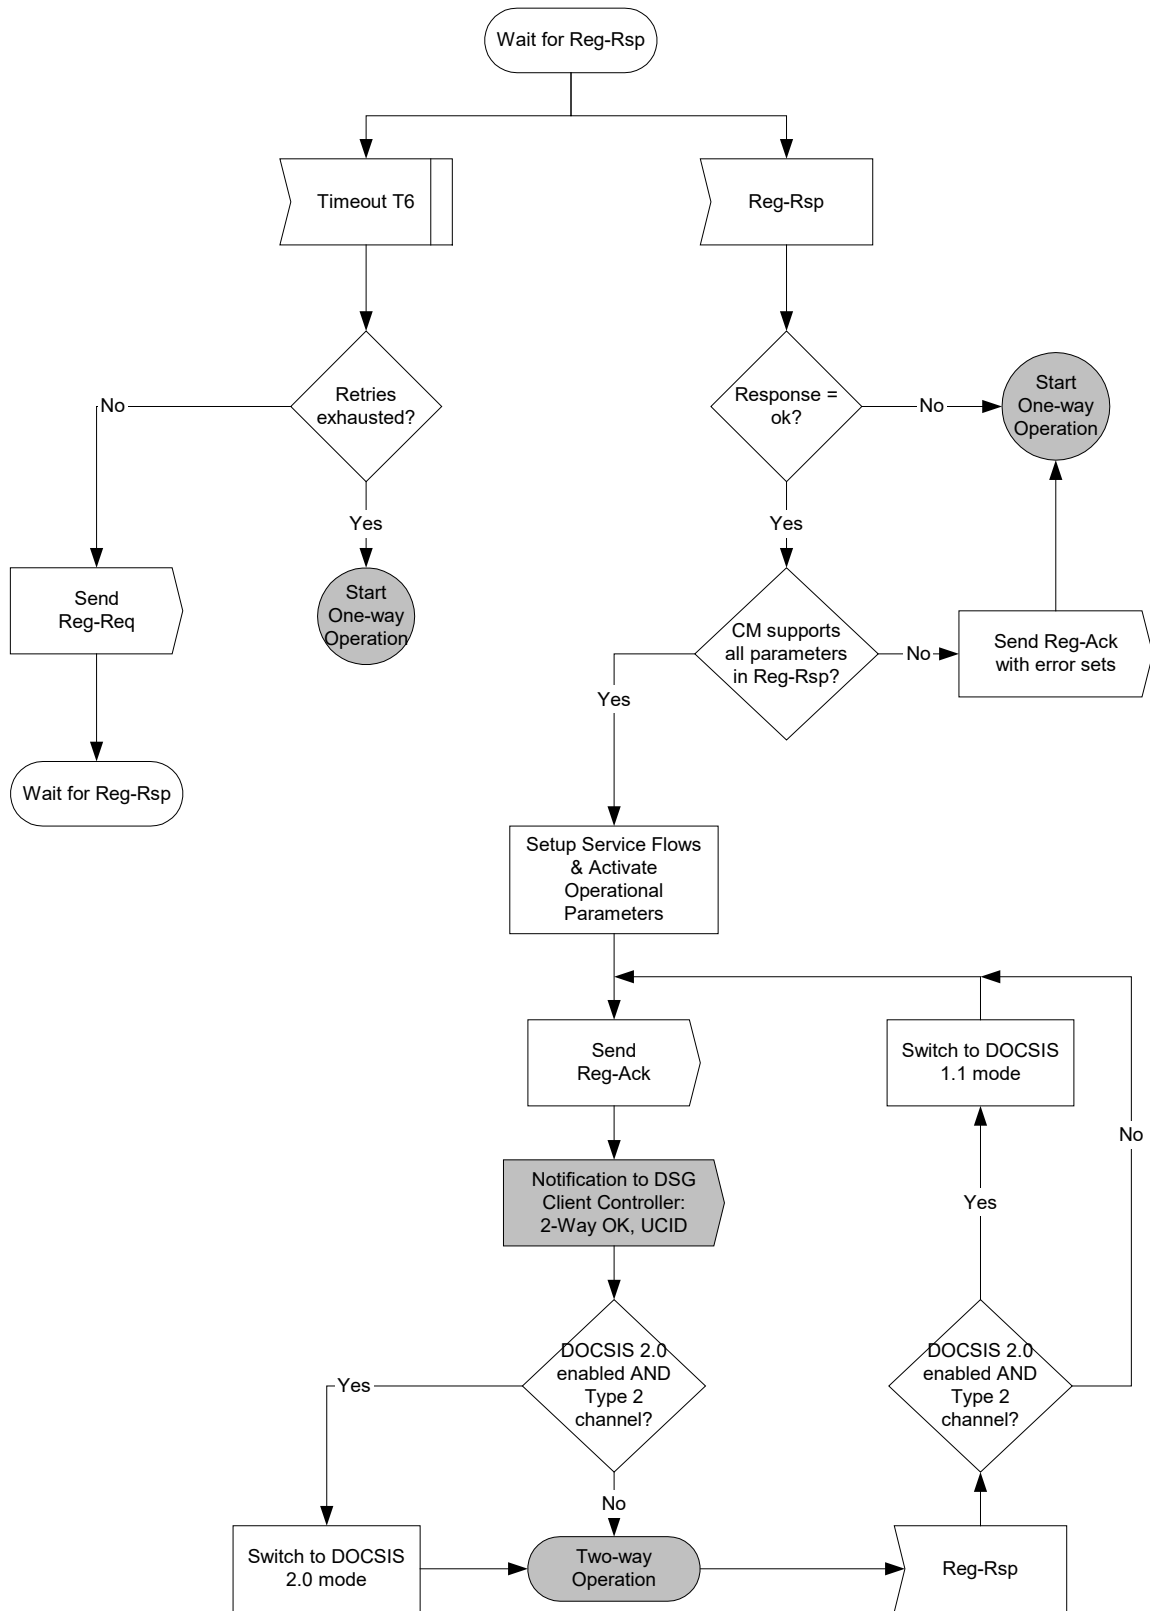 Wait for Reg-Rsp
Timeout T6
Reg-Rsp
Retries
exhausted?
No
Yes
Response =
ok?
No
Start
One-way
Operation
Yes
Send
Reg-Req
Start
One-way
Operation
CM supports
all parameters
in Reg-Rsp?
No
Send Reg-Ack
with error sets
Yes
Wait for Reg-Rsp
Setup Service Flows
& Activate
Operational
Parameters
Send
Reg-Ack
Switch to DOCSIS
1.1 mode
No
Notification to DSG
Client Controller:
2-Way OK, UCID
Yes
DOCSIS 2.0
enabled AND
Type 2
channel?
Yes
DOCSIS 2.0
enabled AND
Type 2
channel?
No
Switch to DOCSIS
2.0 mode
Two-way
Operation
Reg-Rsp